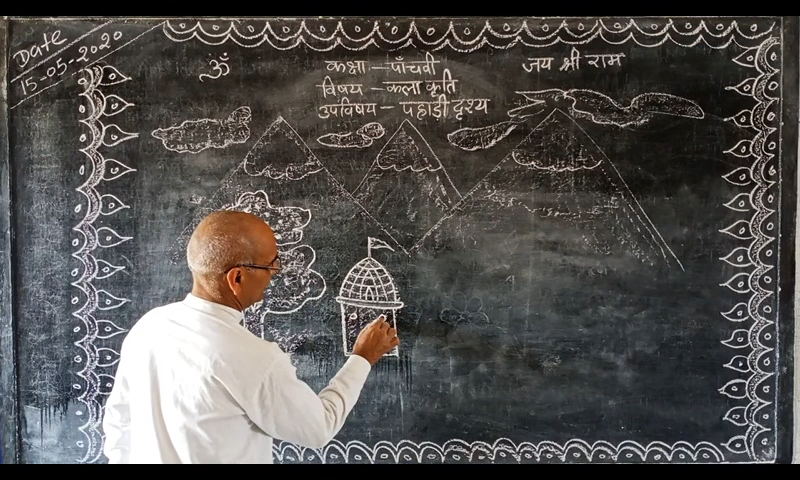 Date
15-05-2020
ॐ
कक्षा – पाँचवी
जय श्री राम
विषय – कला कृति
उपविषय – पहाडी दृश्य